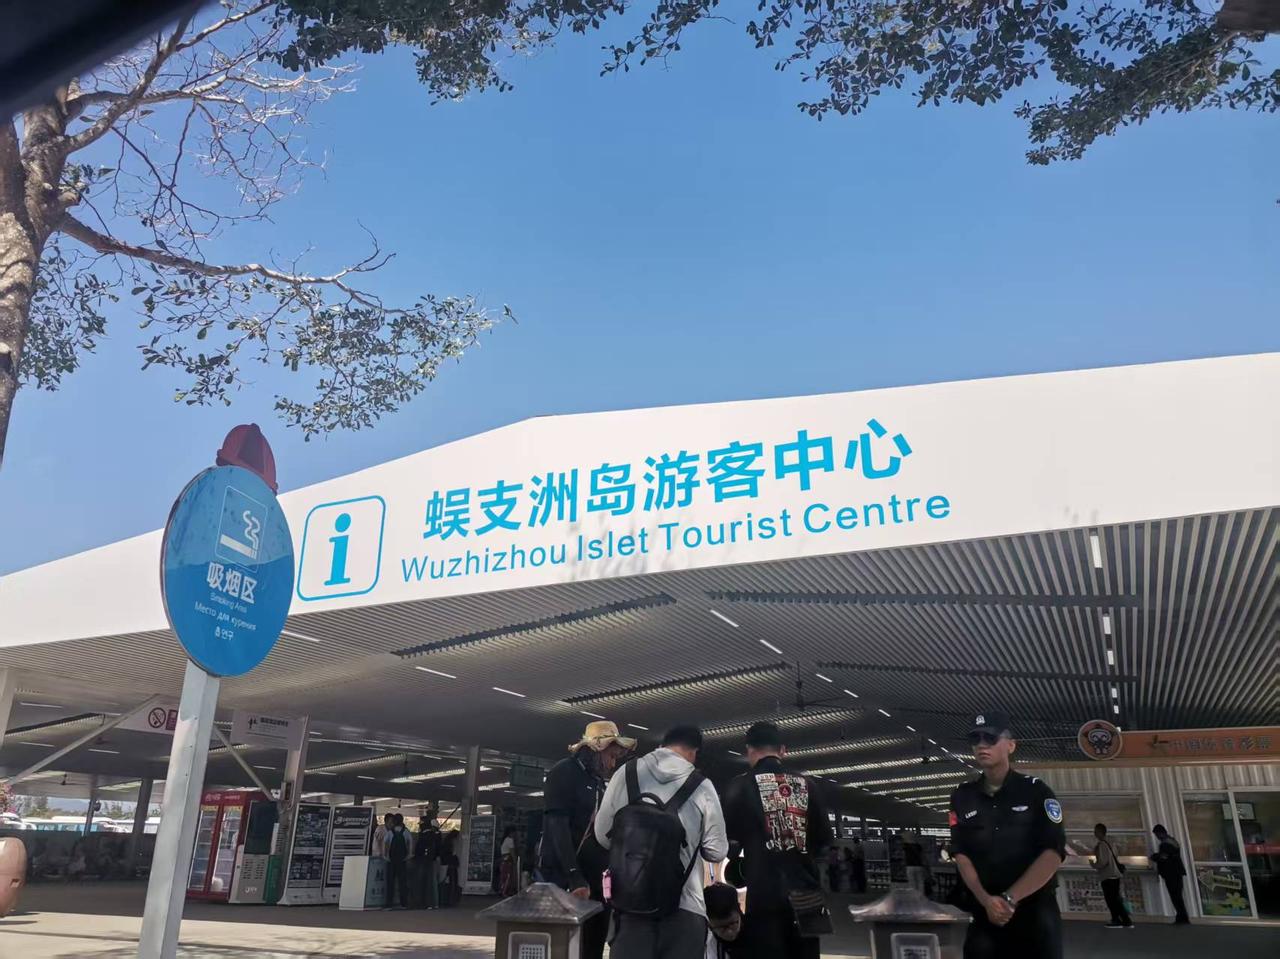 蜈支洲岛游客中心
Wuzhizhou Islet Tourist Centre
i
吸烟区
Smoking Area
Место для курения
흡연구